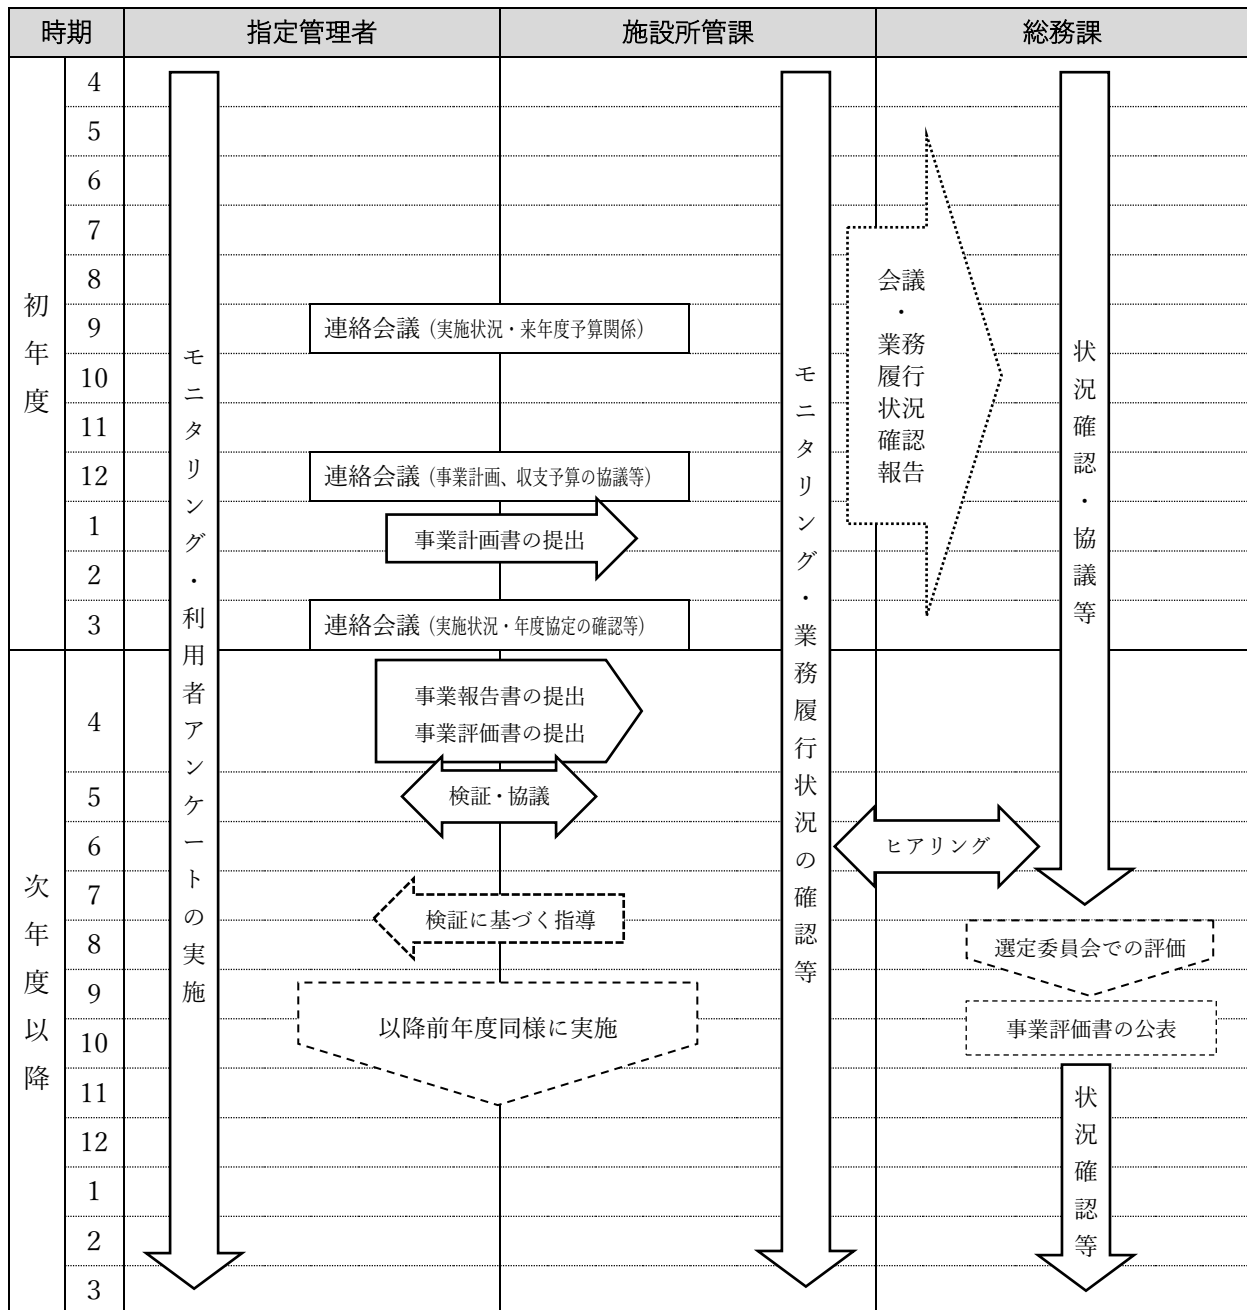 時期 指定管理者 施設所管課 総務課
初年度
4
5
6
7
8
9
10
11
12
1
2
3
次年度以降
4
5
6
7
8
9
10
11
12
1
2
3
モニタリング・利用者アンケートの実施
連絡会議（実施状況・来年度予算関係）
連絡会議（事業計画、収支予算の協議等）
事業計画書の提出
連絡会議（実施状況・年度協定の確認等）
事業報告書の提出
事業評価書の提出
検証・協議
検証に基づく指導
以降前年度同様に実施
モニタリング・業務履行状況の確認等
会議
・
業務
履行
状況
確認
報告
ヒアリング
状況確認・協議等
選定委員会での評価
事業評価書の公表
状況確認等